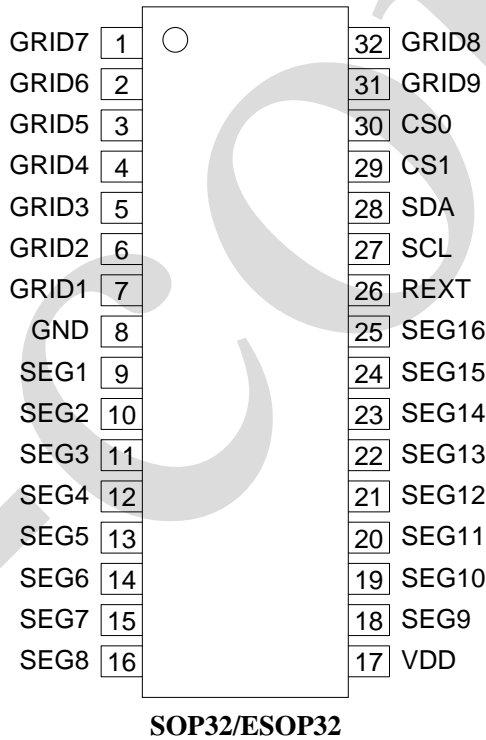 GRID7 1 32 GRID8
GRID6 2 31 GRID9
GRID5 3 30 CS0
GRID4 4 29 CS1
GRID3 5 28 SDA
GRID2 6 27 SCL
GRID1 7 26 REXT
GND 8 25 SEG16
SEG1 9 24 SEG15
SEG2 10 23 SEG14
SEG3 11 22 SEG13
SEG4 12 21 SEG12
SEG5 13 20 SEG11
SEG6 14 19 SEG10
SEG7 15 18 SEG9
SEG8 16 17 VDD
SOP32/ESOP32